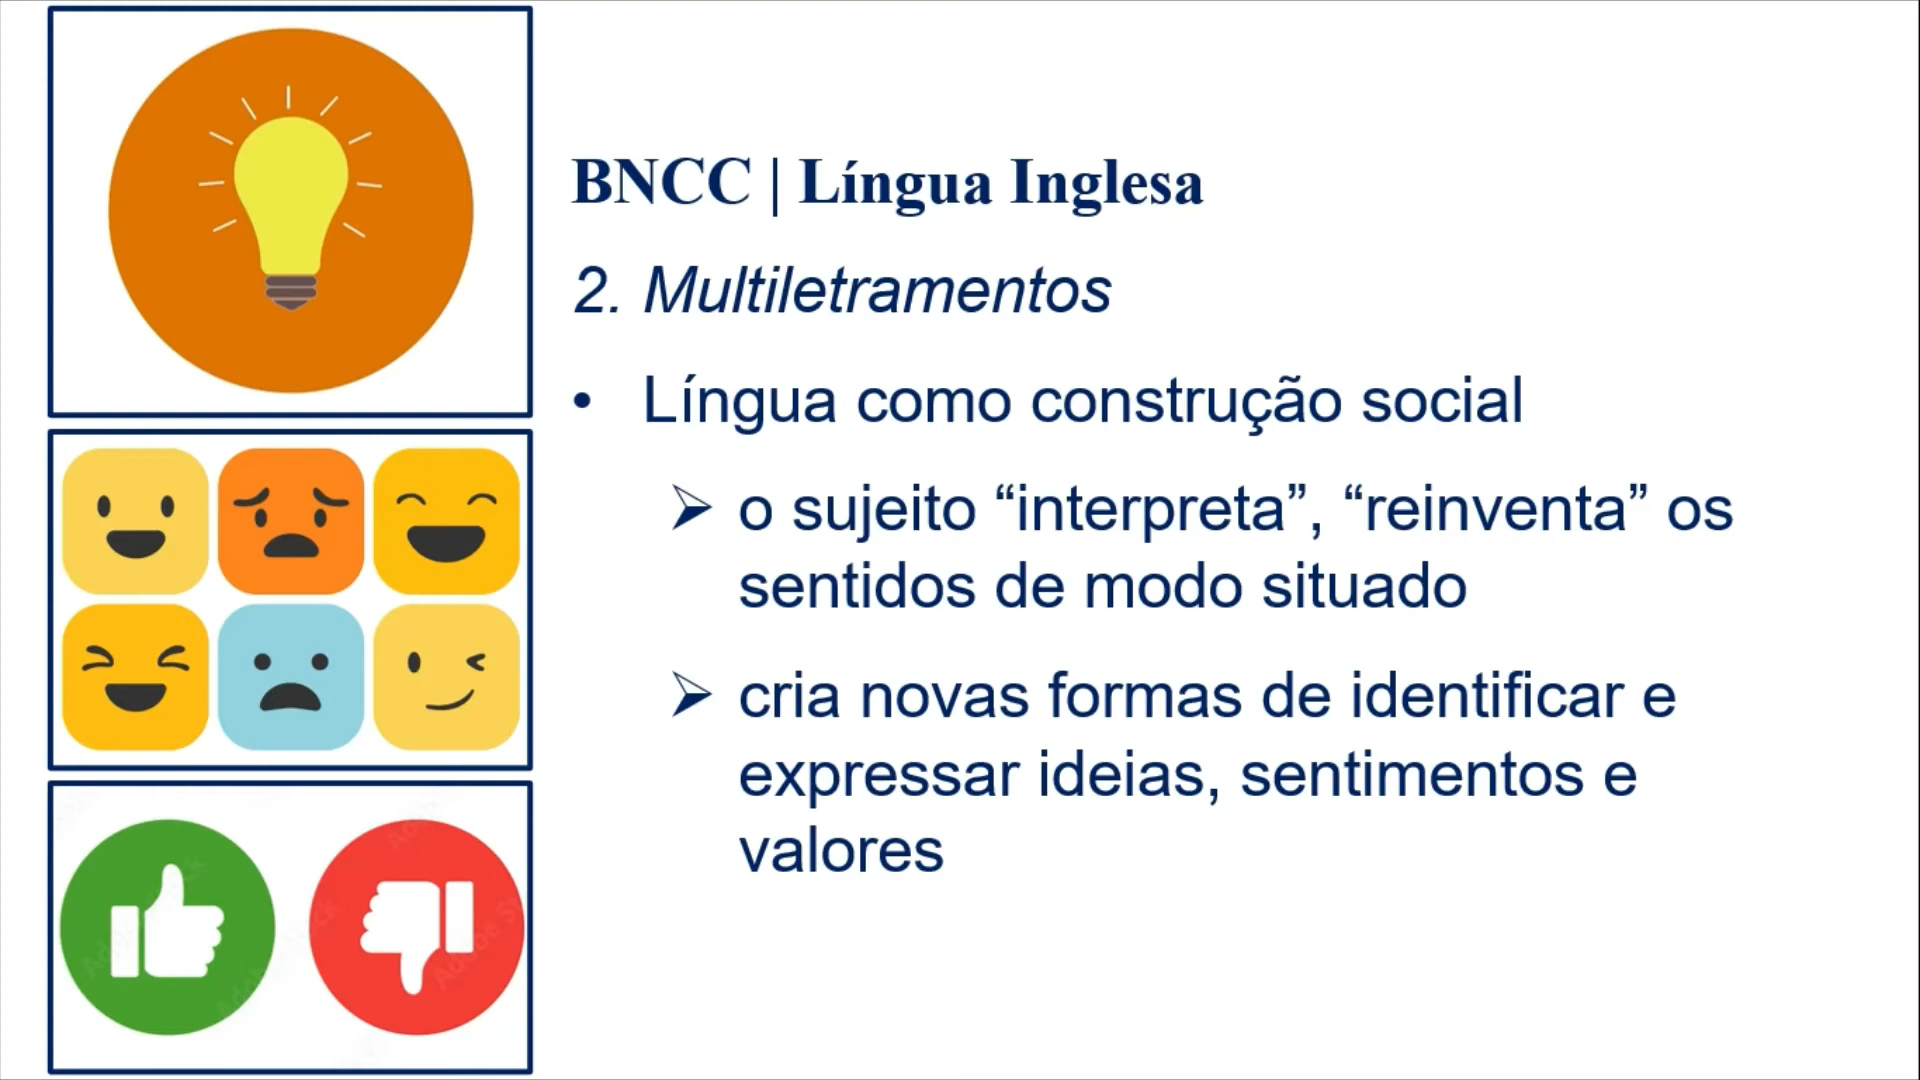 BNCC | Língua Inglesa
2. Multiletramentos
• Língua como construção social
➢ o sujeito “interpreta”, “reinventa” os
sentidos de modo situado
➢ cria novas formas de identificar e
expressar ideias, sentimentos e
valores